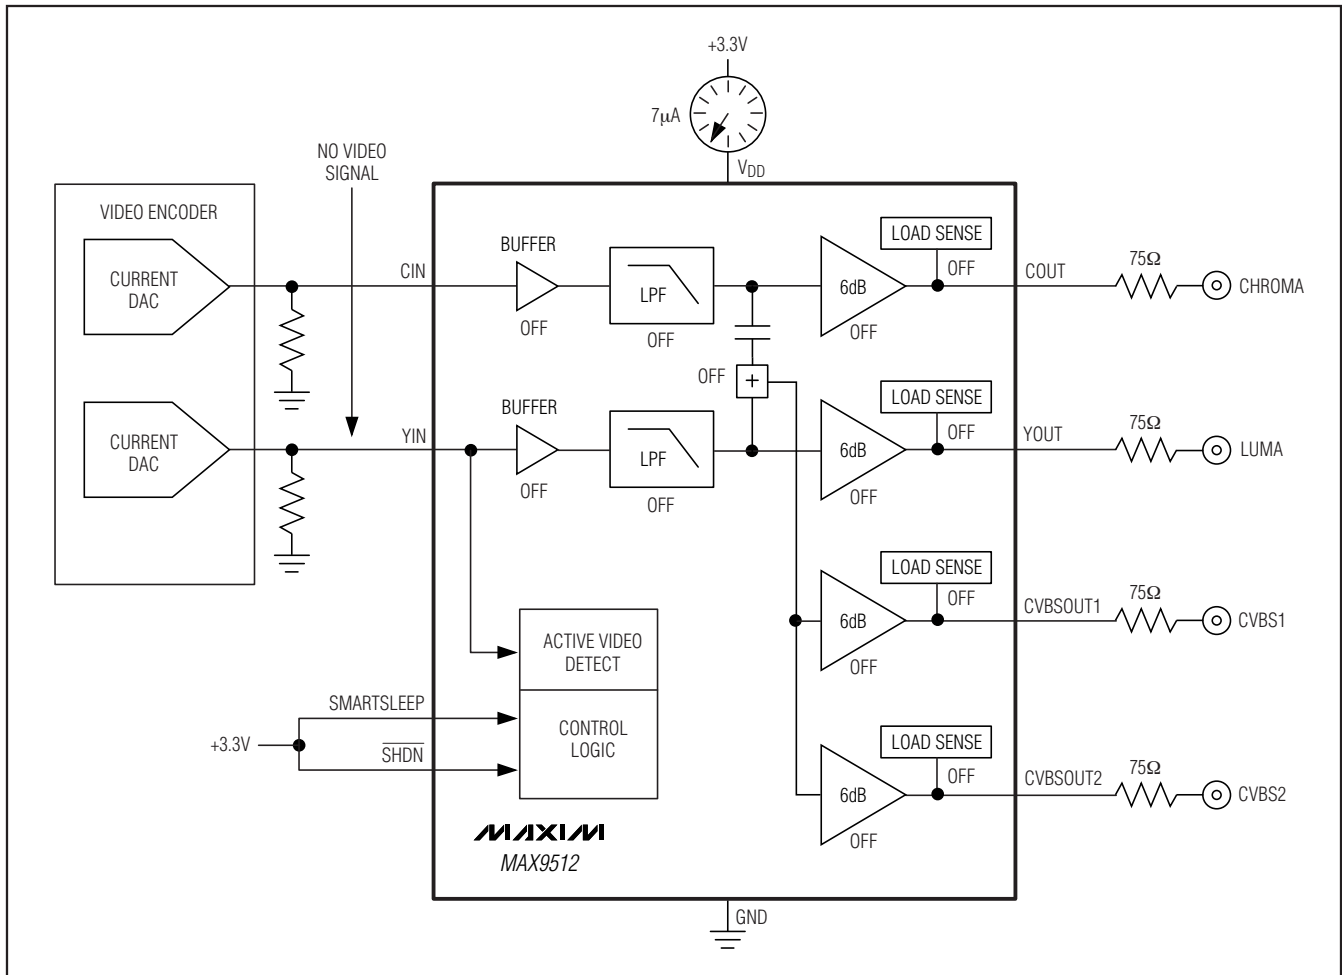 +3.3V
7µA
VDD
NO VIDEO
SIGNAL
VIDEO ENCODER
CURRENT
DAC
CIN
BUFFER
OFF
LPF
OFF
6dB
OFF
LOAD SENSE
OFF
COUT
75Ω
CHROMA
OFF
+
CURRENT
DAC
YIN
BUFFER
OFF
LPF
OFF
6dB
OFF
LOAD SENSE
OFF
YOUT
75Ω
LUMA
6dB
OFF
LOAD SENSE
OFF
CVBSOUT1
75Ω
CVBS1
ACTIVE VIDEO
DETECT
CONTROL
LOGIC
SMARTSLEEP
+3.3V
SHDN
6dB
OFF
LOAD SENSE
OFF
CVBSOUT2
75Ω
CVBS2
MAXIM
MAX9512
GND